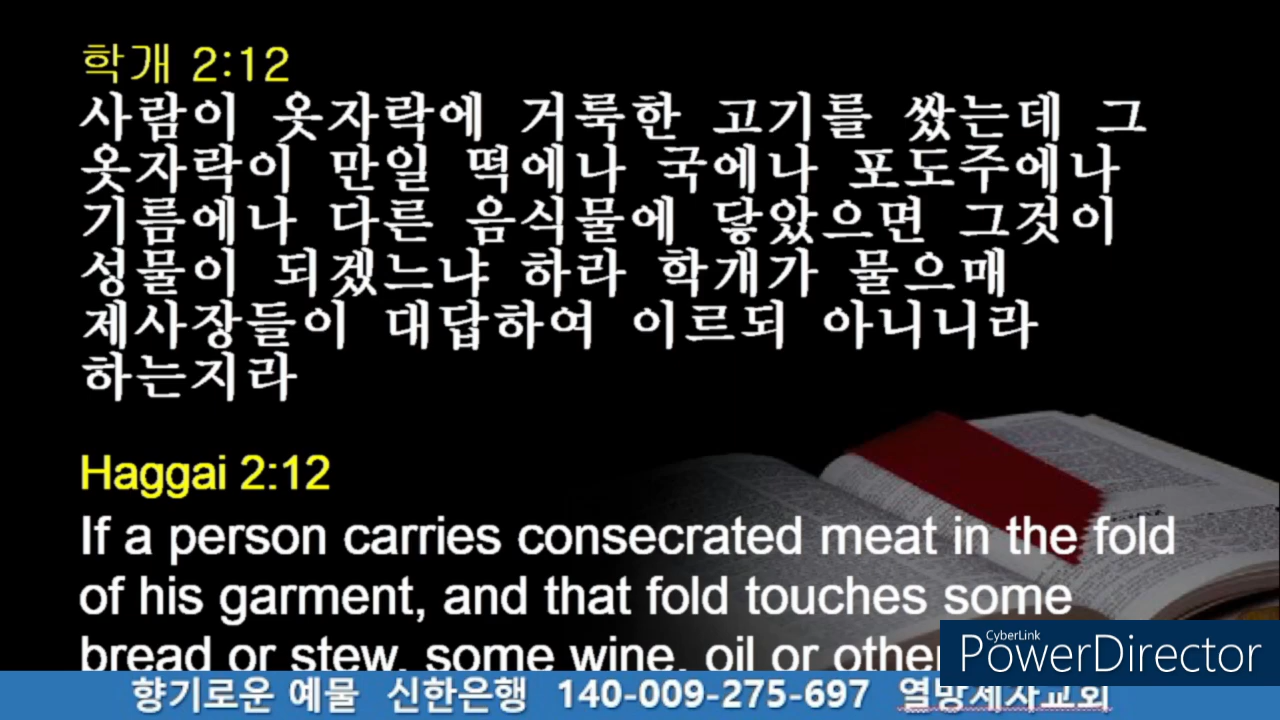 학개 2:12
사람이 옷자락에 거룩한 고기를 쌌는데 그
옷자락이 만일 떡에나 국에나 포도주에나
기름에나 다른 음식물에 닿았으면 그것이
성물이 되겠느냐 하라 학개가 물으매
제사장들이 대답하여 이르되 아니니라
하는지라
Haggai 2:12
If a person carries consecrated meat in the fold
of his garment, and that fold touches some
bread or stew, some wine, oil or other
CyberLink
PowerDirector
향기로운 예물 신한은행 140-009-275-697 열방제자교회